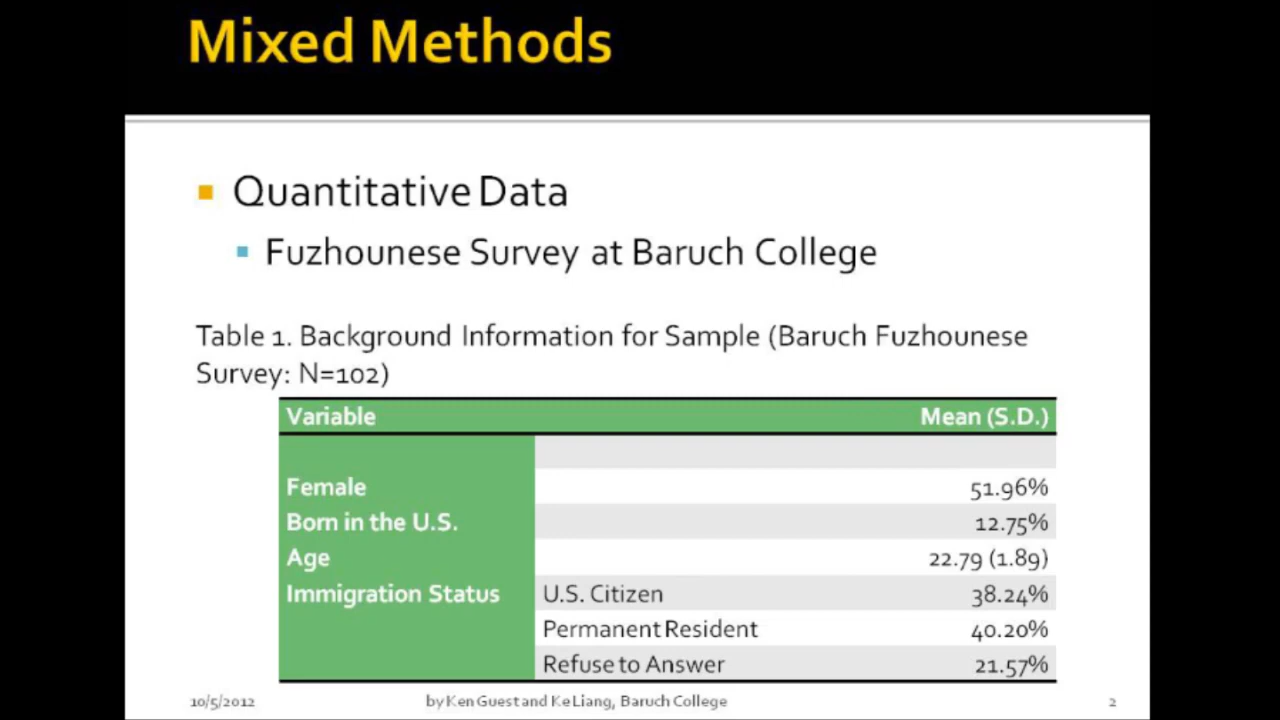 Mixed Methods
Quantitative Data
Fuzhounese Survey at Baruch College
Table 1. Background Information for Sample (Baruch Fuzhounese
Survey: N=102)
Variable Mean (S.D.)
Female 51.96%
Born in the U.S. 12.75%
Age 22.79 (1.89)
Immigration Status U.S. Citizen 38.24%
Permanent Resident 40.20%
Refuse to Answer 21.57%
10/5/2012 by Ken Guest and Ke Liang, Baruch College 2